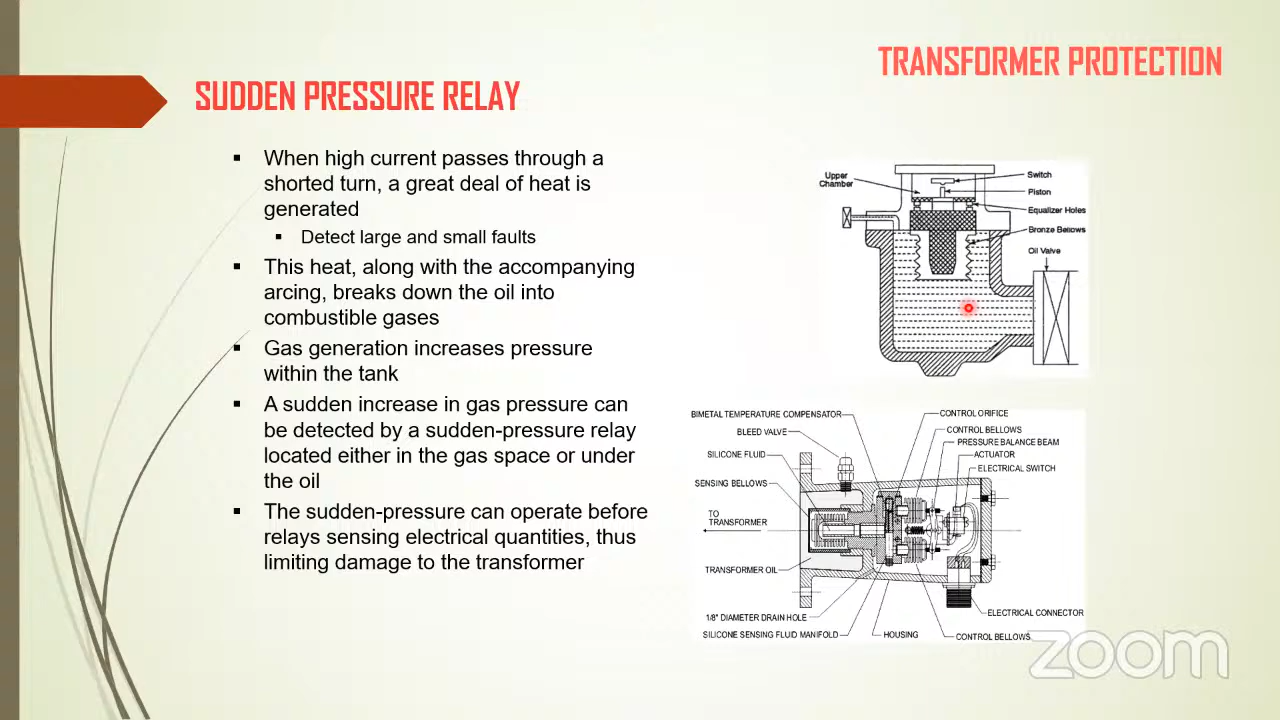 TRANSFORMER PROTECTION
SUDDEN PRESSURE RELAY
▪ When high current passes through a
shorted turn, a great deal of heat is
generated
▪ Detect large and small faults
▪ This heat, along with the accompanying
arcing, breaks down the oil into
combustible gases
▪ Gas generation increases pressure
within the tank
▪ A sudden increase in gas pressure can
be detected by a sudden-pressure relay
located either in the gas space or under
the oil
▪ The sudden-pressure can operate before
relays sensing electrical quantities, thus
limiting damage to the transformer
Upper
Chamber
Switch
Piston
Equalizer Holes
Bronze Bellows
Oil Valve
BIMETAL TEMPERATURE COMPENSATOR
BLEED VALVE
SILICONE FLUID
SENSING BELLOWS
TO
TRANSFORMER
TRANSFORMER OIL
1/8" DIAMETER DRAIN HOLE
SILICONE SENSING FLUID MANIFOLD
CONTROL ORIFICE
CONTROL BELLOWS
PRESSURE BALANCE BEAM
ACTUATOR
ELECTRICAL SWITCH
ELECTRICAL CONNECTOR
HOUSING
CONTROL BELLOWS
zoom